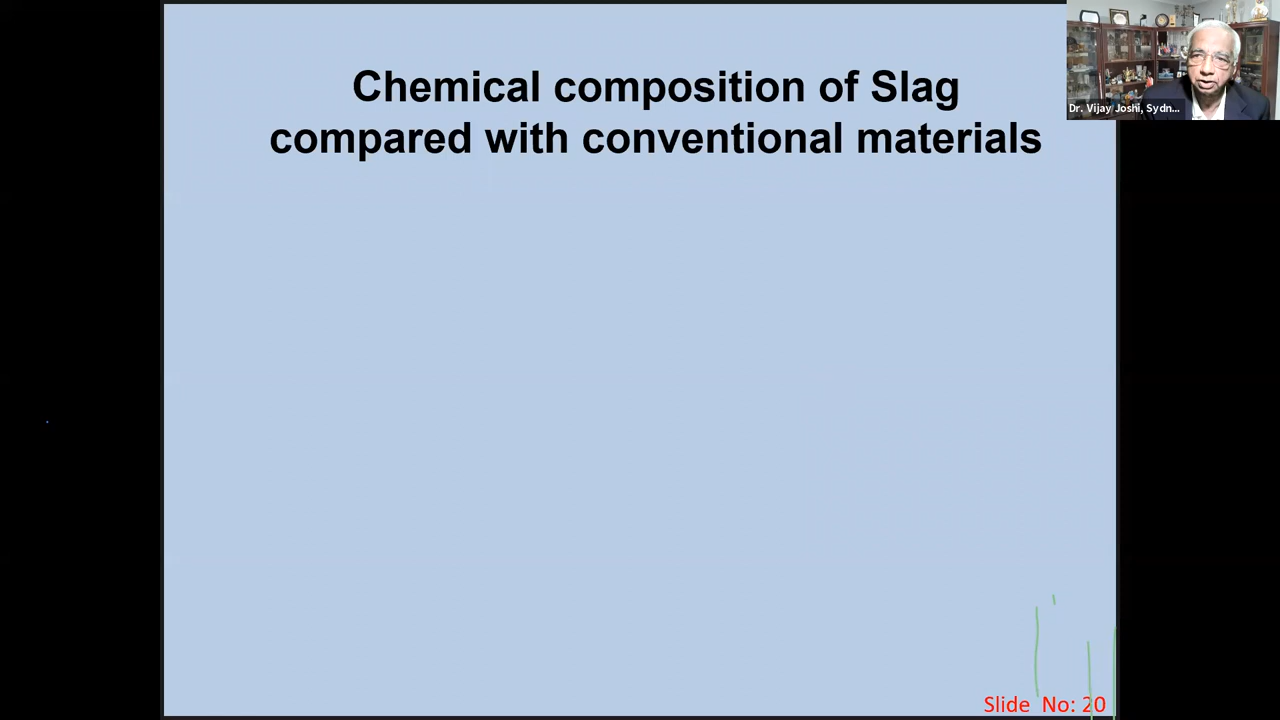 Chemical composition of Slag
compared with conventional materials
Dr. Vijay Joshi, Sydn...
Slide No: 20